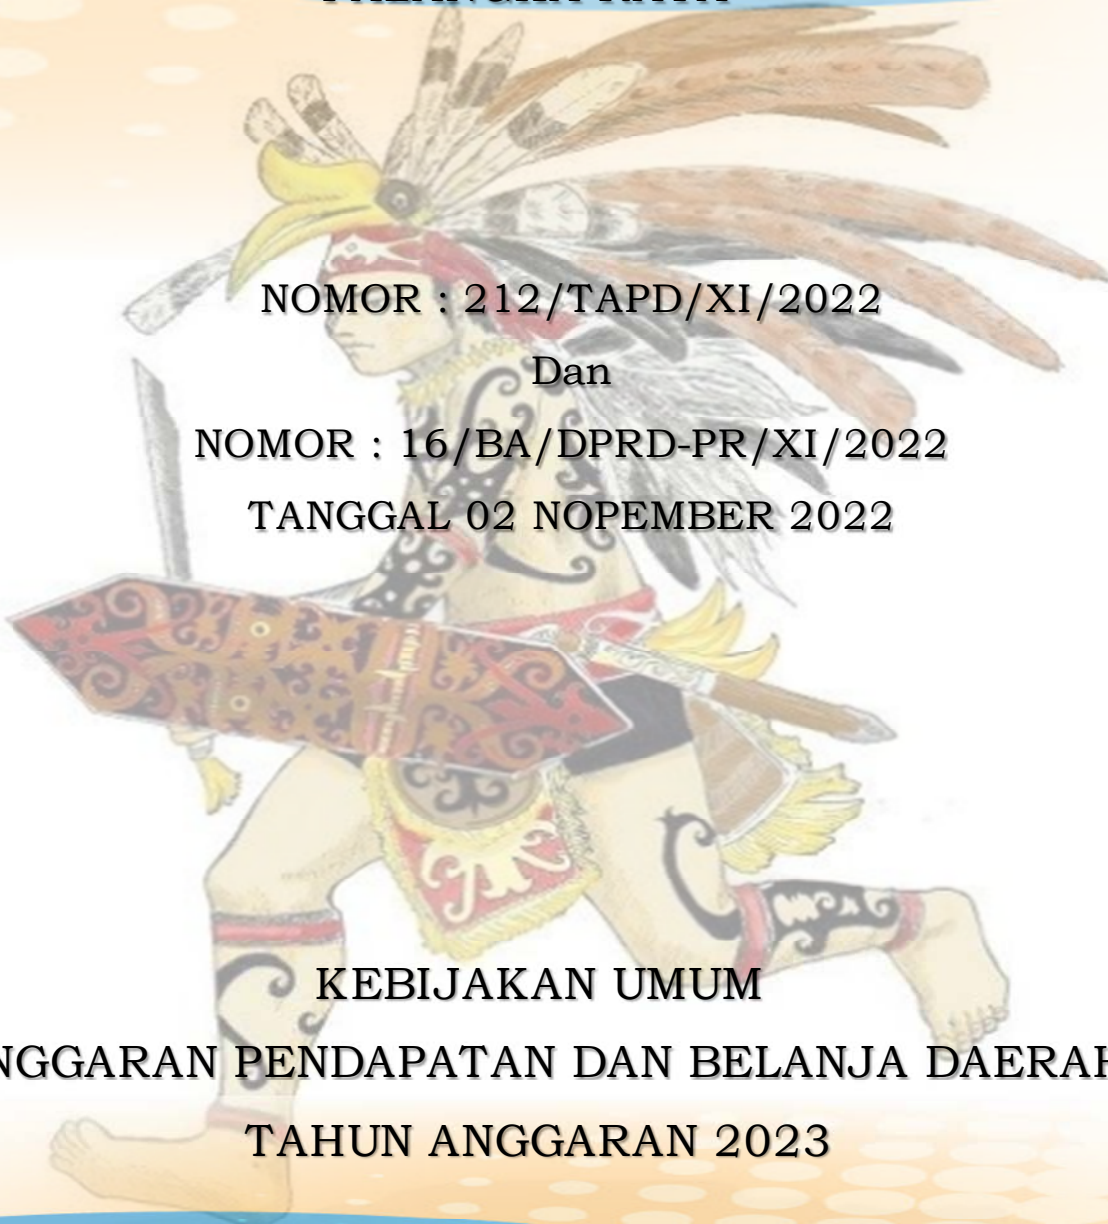 NOMOR : 212/TAPD/XI/2022
Dan
NOMOR : 16/BA/DPRD-PR/XI/2022
TANGGAL 02 NOPEMBER 2022
KEBIJAKAN UMUM
NGGARAN PENDAPATAN DAN BELANJA DAERAH
TAHUN ANGGARAN 2023